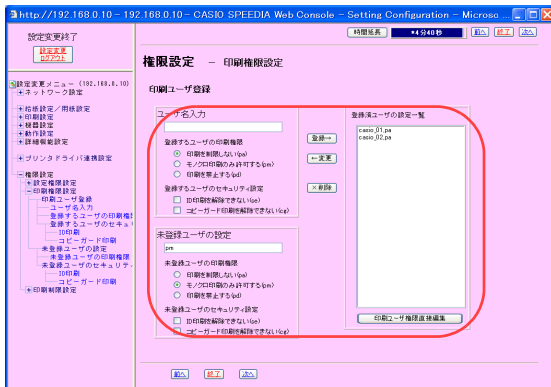 http://192.168.0.10 - 192.168.0.10 - CASIO SPEEDIA Web Console - Setting Configuration - Microso
設定変更終了
設定変更
ログアウト
時間延長
*4分40秒
前へ
終了
次へ
設定変更メニュー (192.168.0.10)
ネットワーク設定
給紙設定/用紙設定
印刷設定
機器設定
動作設定
詳細機能設定
プリンタドライバ連携設定
権限設定
設定権限設定
印刷権限設定
印刷ユーザ登録
ユーザ名入力
登録するユーザの印刷権限
登録するユーザのセキュリ
ID印刷
コピーガード印刷
未登録ユーザの設定
未登録ユーザの印刷権限
未登録ユーザのセキュリティ
ID印刷
コピーガード印刷
印刷制限設定
権限設定 - 印刷権限設定
印刷ユーザ登録
ユーザ名入力
登録するユーザの印刷権限
印刷を制限しない(pa)
モノクロ印刷のみ許可する(pm)
印刷を禁止する(pd)
登録するユーザのセキュリティ設定
ID印刷を解除できない(se)
コピーガード印刷を解除できない(cg)
未登録ユーザの設定
pm
未登録ユーザの印刷権限
印刷を制限しない(pa)
モノクロ印刷のみ許可する(pm)
印刷を禁止する(pd)
未登録ユーザのセキュリティ設定
ID印刷を解除できない(se)
コピーガード印刷を解除できない(cg)
登録→
←変更
×削除
登録済ユーザの設定一覧
casio_01,pa
casio_02,pa
印刷ユーザ権限直接編集
前へ
終了
次へ